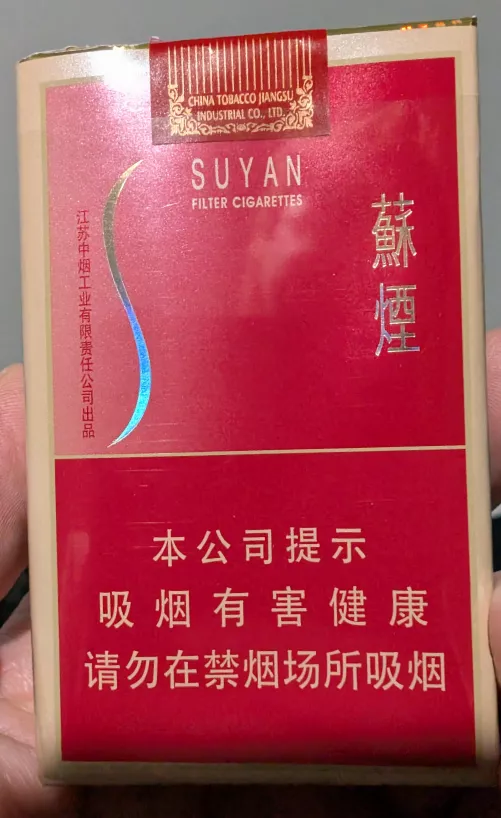 CHINA TOBACCO JIANGSU
INDUSTRIAL CO., LTD.
SUYAN
FILTER CIGARETTES
蘇煙
江苏中烟工业有限责任公司出品
本公司提示
吸烟有害健康
请勿在禁烟场所吸烟